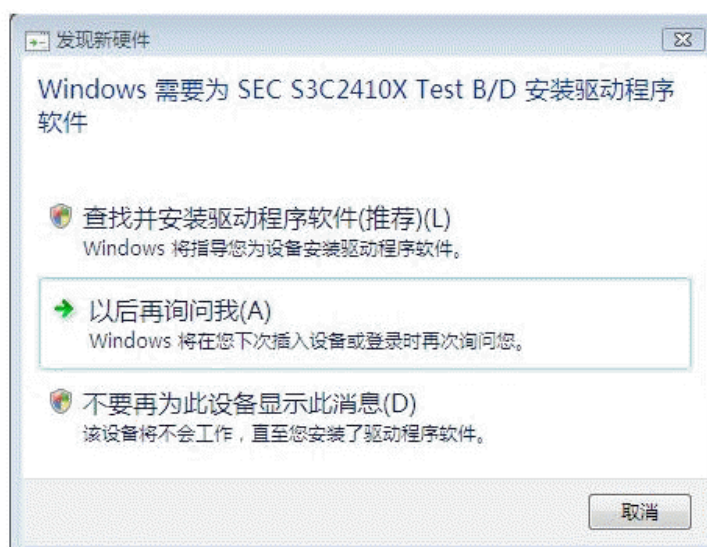 发现新硬件
Windows 需要为 SEC S3C2410X Test B/D 安装驱动程序
软件
查找并安装驱动程序软件(推荐)(L)
Windows 将指导您为设备安装驱动程序软件。
以后再询问我(A)
Windows 将在您下次插入设备或登录时再次询问您。
不要再为此设备显示此消息(D)
该设备将不会工作，直至您安装了驱动程序软件。
取消